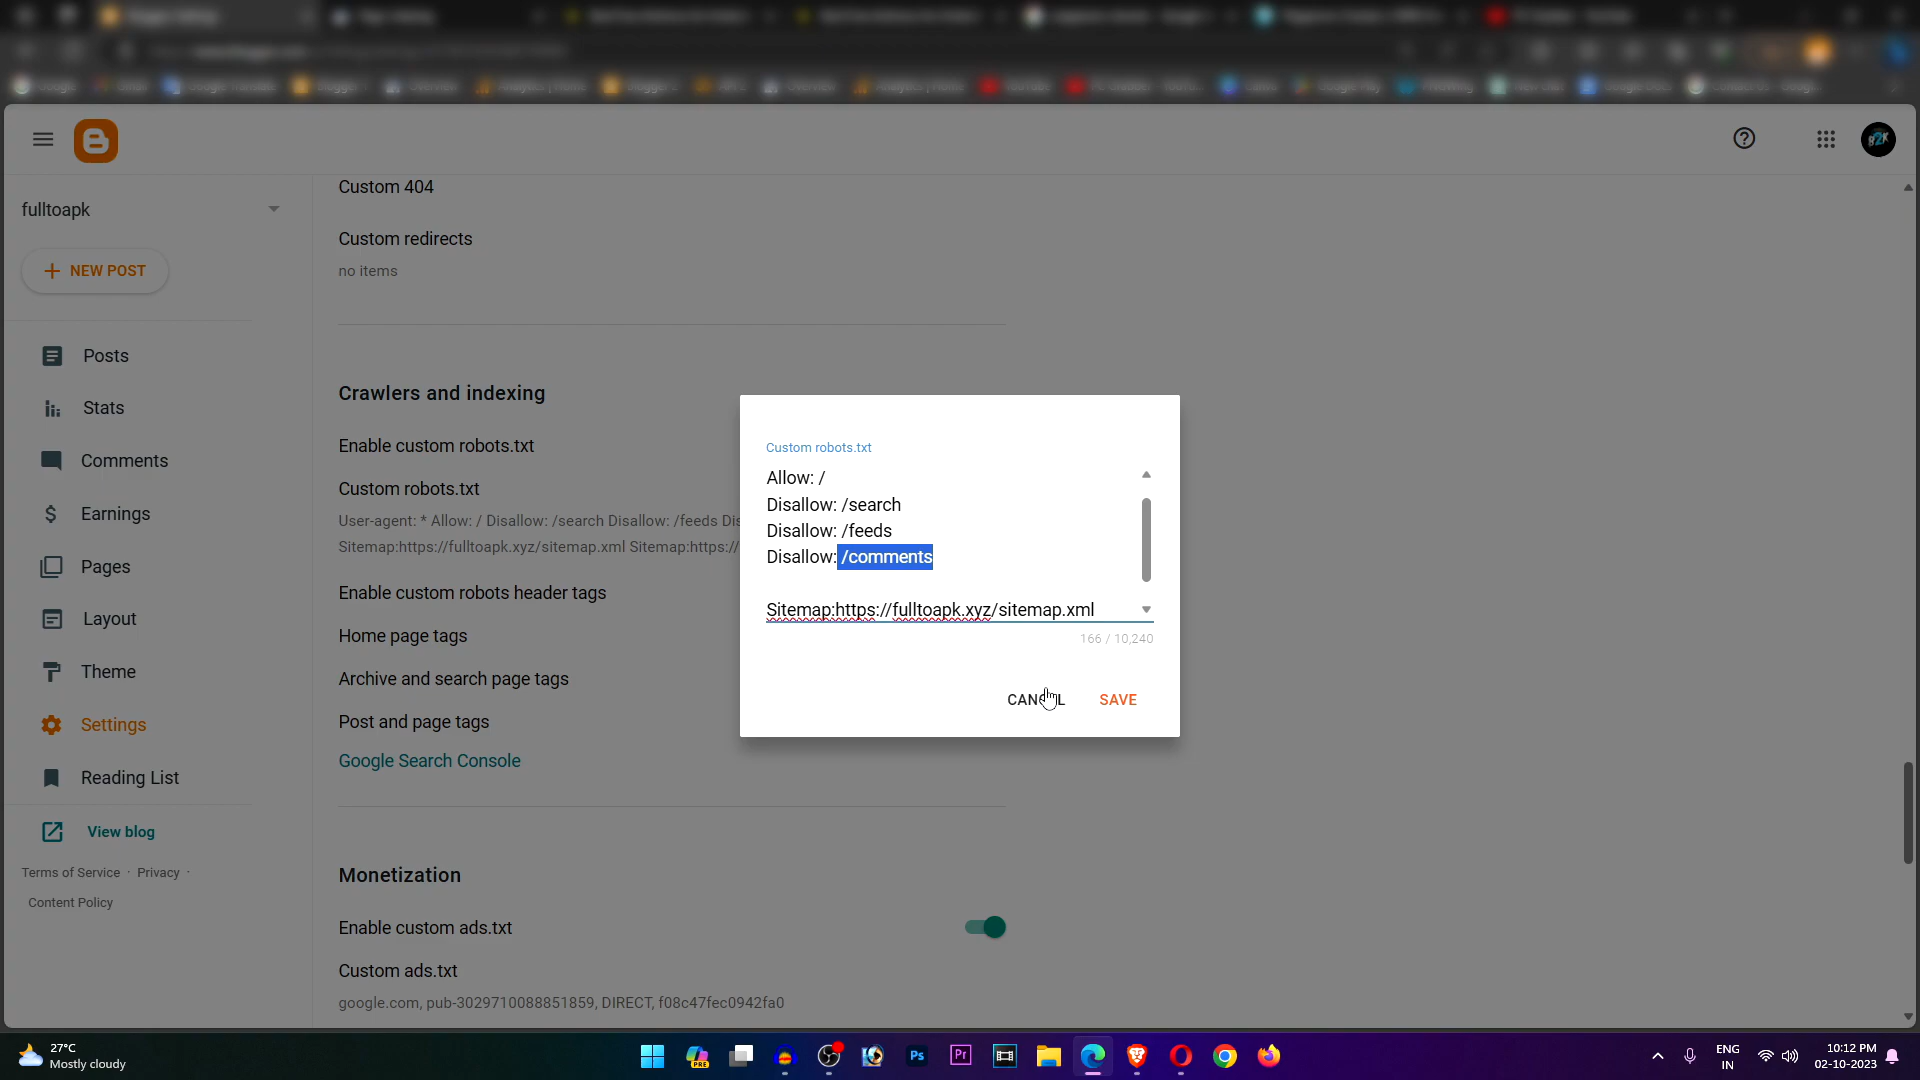 fulltoapk
NEW POST
Posts
Stats
Comments
Earnings
Pages
Layout
Theme
Settings
Reading List
View blog
Terms of Service · Privacy ·
Content Policy
Custom 404
Custom redirects
no items
Crawlers and indexing
Enable custom robots.txt
Custom robots.txt
User-agent: * Allow: / Disallow: /search Disallow: /feeds Dis
Sitemap:https://fulltoapk.xyz/sitemap.xml Sitemap:https:/
Enable custom robots header tags
Home page tags
Archive and search page tags
Post and page tags
Google Search Console
Monetization
Enable custom ads.txt
Custom ads.txt
google.com, pub-3029710088851859, DIRECT, f08c47fec0942fa0
Custom robots.txt
Allow: /
Disallow: /search
Disallow: /feeds
Disallow: /comments
Sitemap:https://fulltoapk.xyz/sitemap.xml
166 / 10,240
CANCEL SAVE
27°C
Mostly cloudy
PRE
Ps
Pr
ENG
IN
10:12 PM
02-10-2023